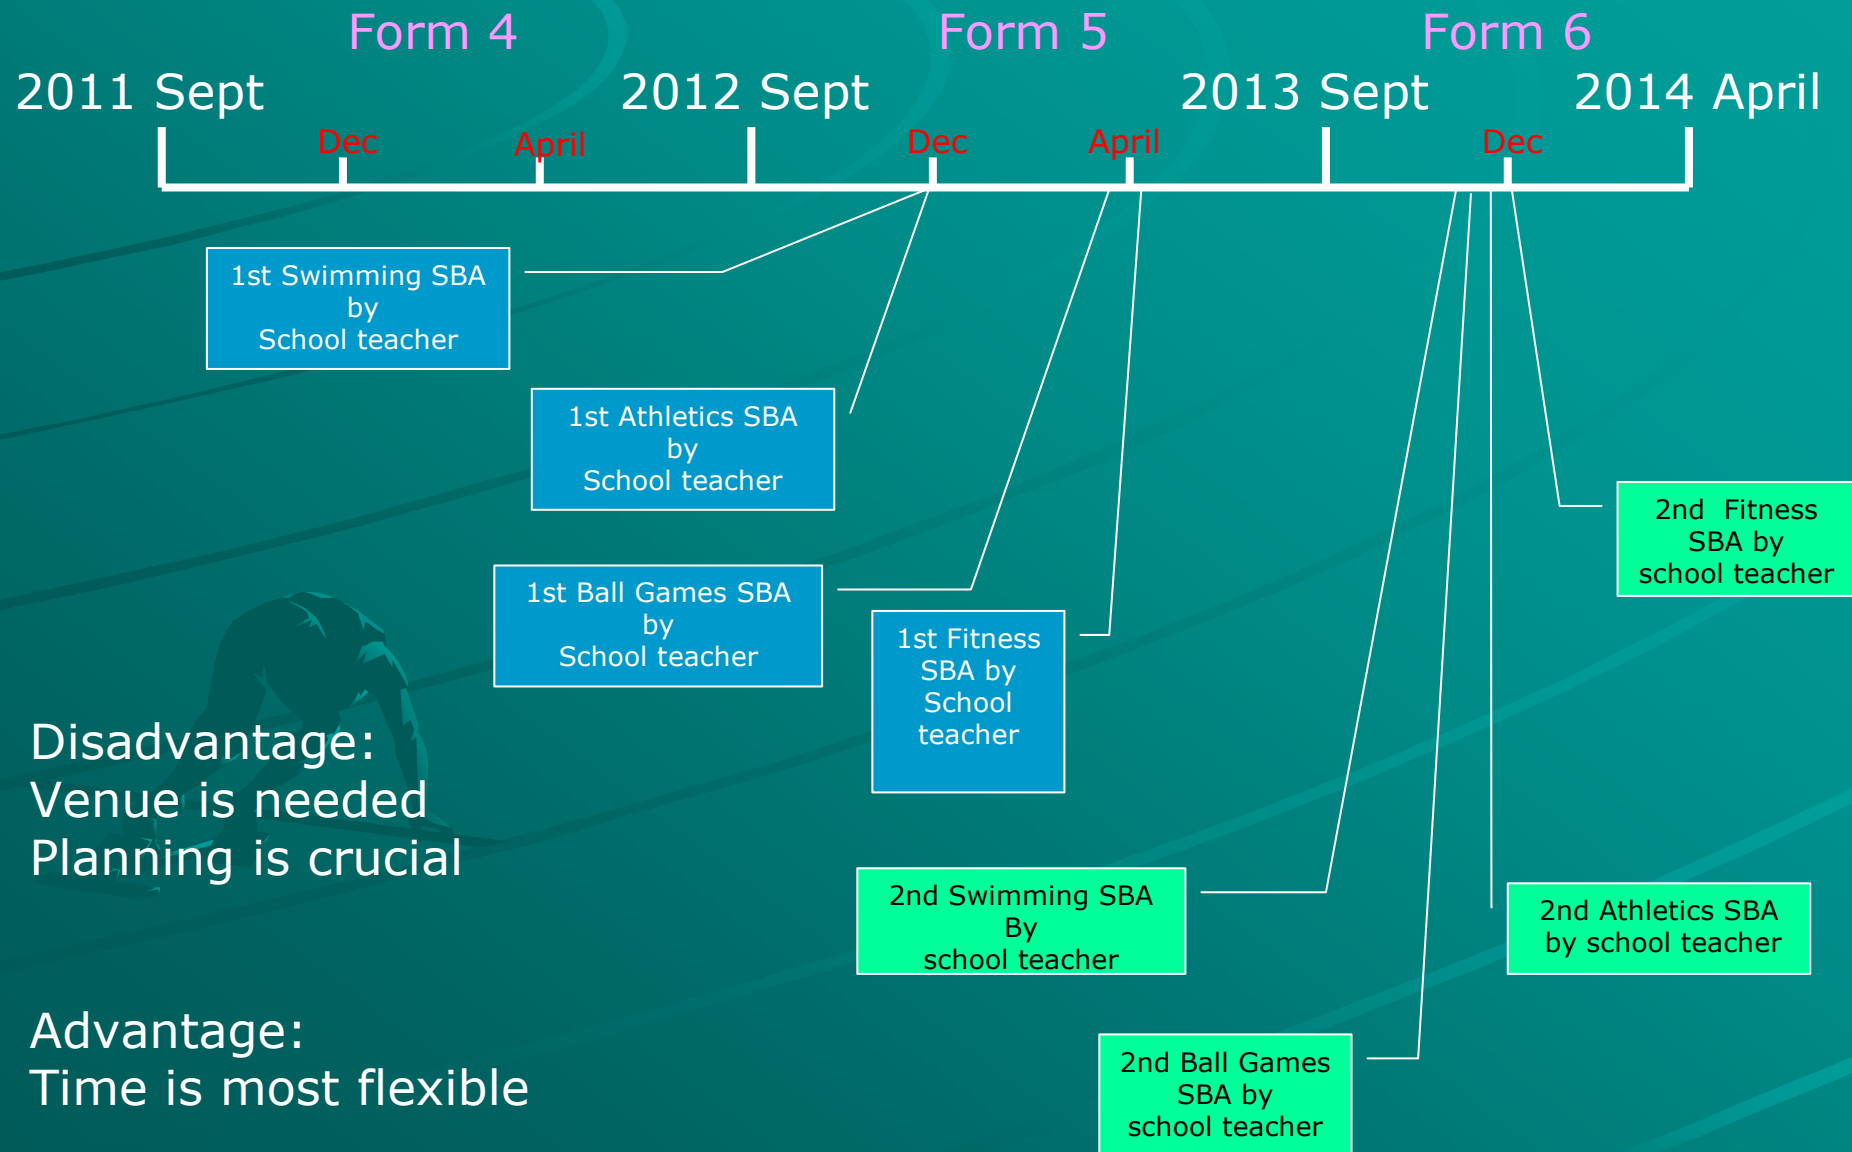 Form 4
Form 5
Form 6
2011 Sept
2012 Sept
2013 Sept
2014 April
Dec
April
Dec
April
Dec
1st Swimming SBA
by
School teacher
1st Athletics SBA
by
School teacher
2nd Fitness
SBA by
school teacher
1st Ball Games SBA
by
School teacher
1st Fitness
SBA by
School
teacher
Disadvantage:
Venue is needed
Planning is crucial
2nd Swimming SBA
By
school teacher
2nd Athletics SBA
by school teacher
Advantage:
Time is most flexible
2nd Ball Games
SBA by
school teacher